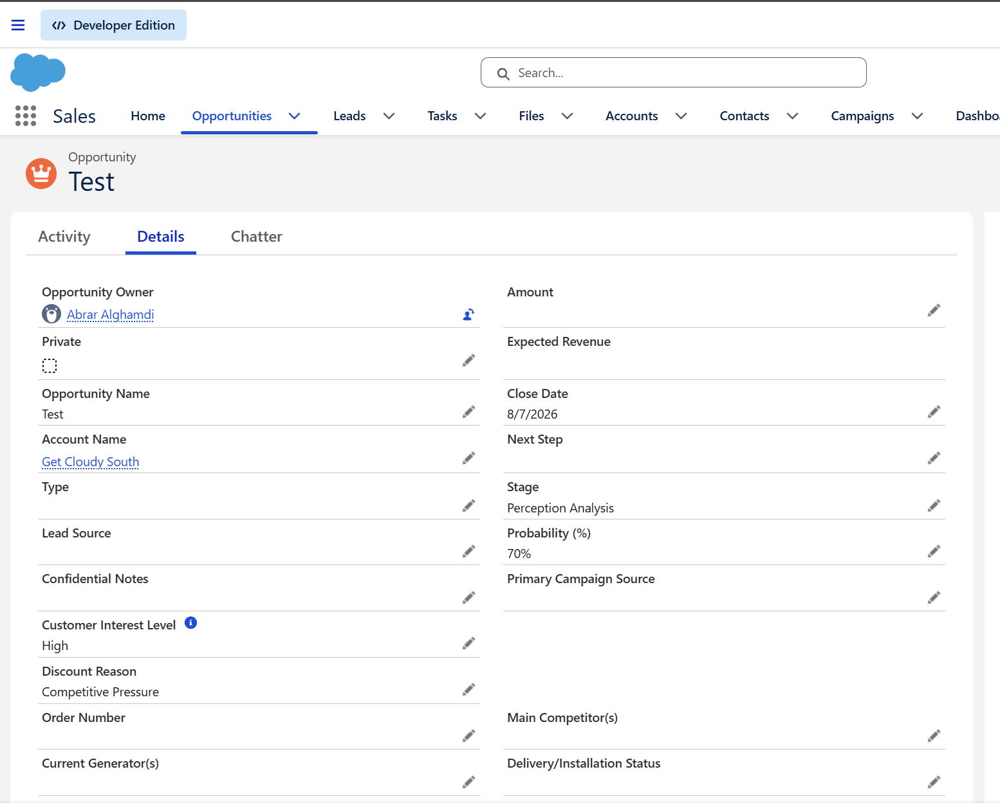 Developer Edition
Search...
Sales
Home
Opportunities
Leads
Tasks
Files
Accounts
Contacts
Campaigns
Dashbo
Opportunity
Test
Activity
Details
Chatter
Opportunity Owner
Abrar Alghamdi
Amount
Private
Expected Revenue
Opportunity Name
Test
Close Date
8/7/2026
Account Name
Get Cloudy South
Next Step
Type
Stage
Perception Analysis
Lead Source
Probability (%)
70%
Confidential Notes
Primary Campaign Source
Customer Interest Level
High
Discount Reason
Competitive Pressure
Order Number
Main Competitor(s)
Current Generator(s)
Delivery/Installation Status